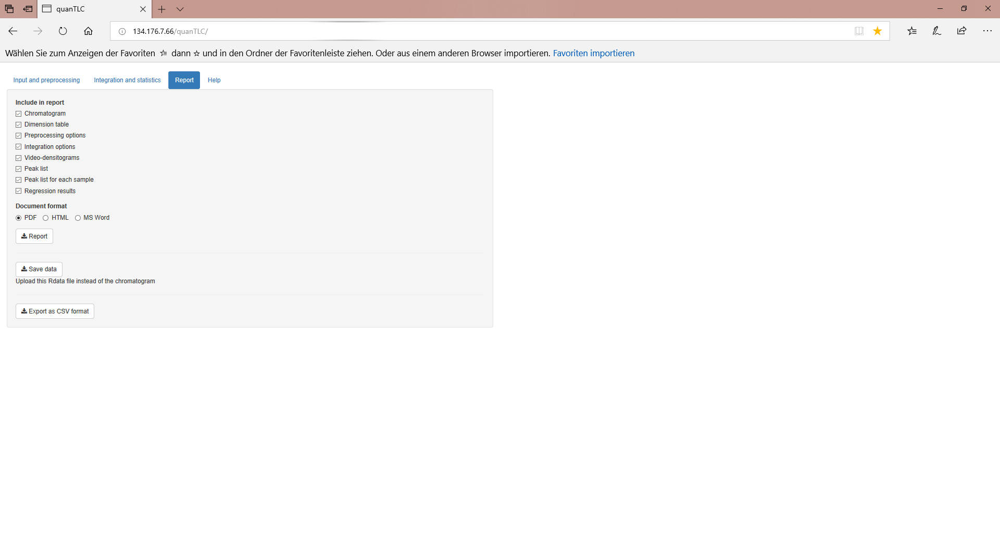 quanTLC
134.176.7.66/quanTLC/
Wählen Sie zum Anzeigen der Favoriten dann und in den Ordner der Favoritenleiste ziehen. Oder aus einem anderen Browser importieren. Favoriten importieren
Input and preprocessing Integration and statistics Report Help
Include in report
Chromatogram
Dimension table
Preprocessing options
Integration options
Video-densitograms
Peak list
Peak list for each sample
Regression results
Document format
PDF HTML MS Word
Report
Save data
Upload this Rdata file instead of the chromatogram
Export as CSV format